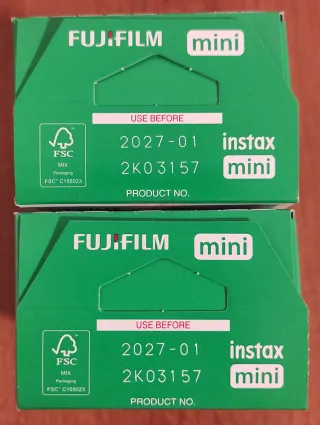 FUJIFILM mini
USE BEFORE
2027-01 instax
2K03157 mini
FSC
MIX
Packaging
FSC® C155023
PRODUCT NO.
FUJIFILM mini
USE BEFORE
2027-01 instax
2K03157 mini
FSC
MIX
Packaging
FSC® C155023
PRODUCT NO.